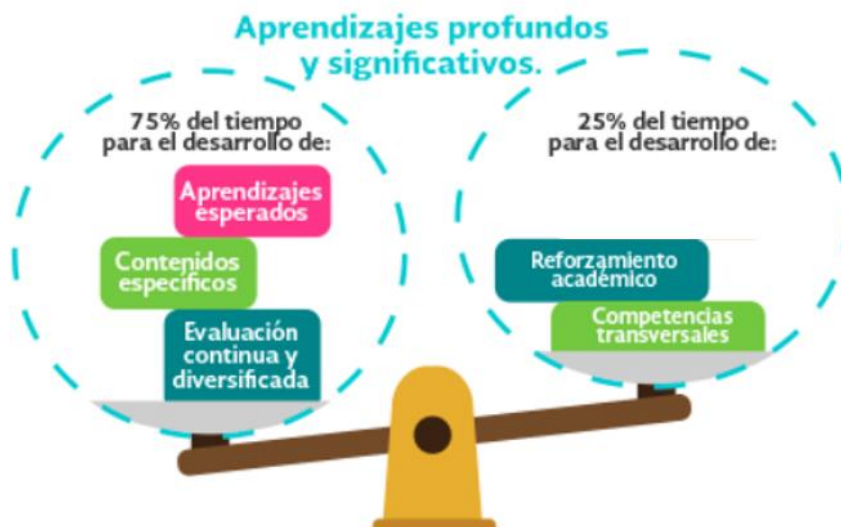 Aprendizajes profundos
y significativos.
75% del tiempo
para el desarrollo de:
Aprendizajes
esperados
Contenidos
específicos
Evaluación
continua y
diversificada
25% del tiempo
para el desarrollo de:
Reforzamiento
académico
Competencias
transversales